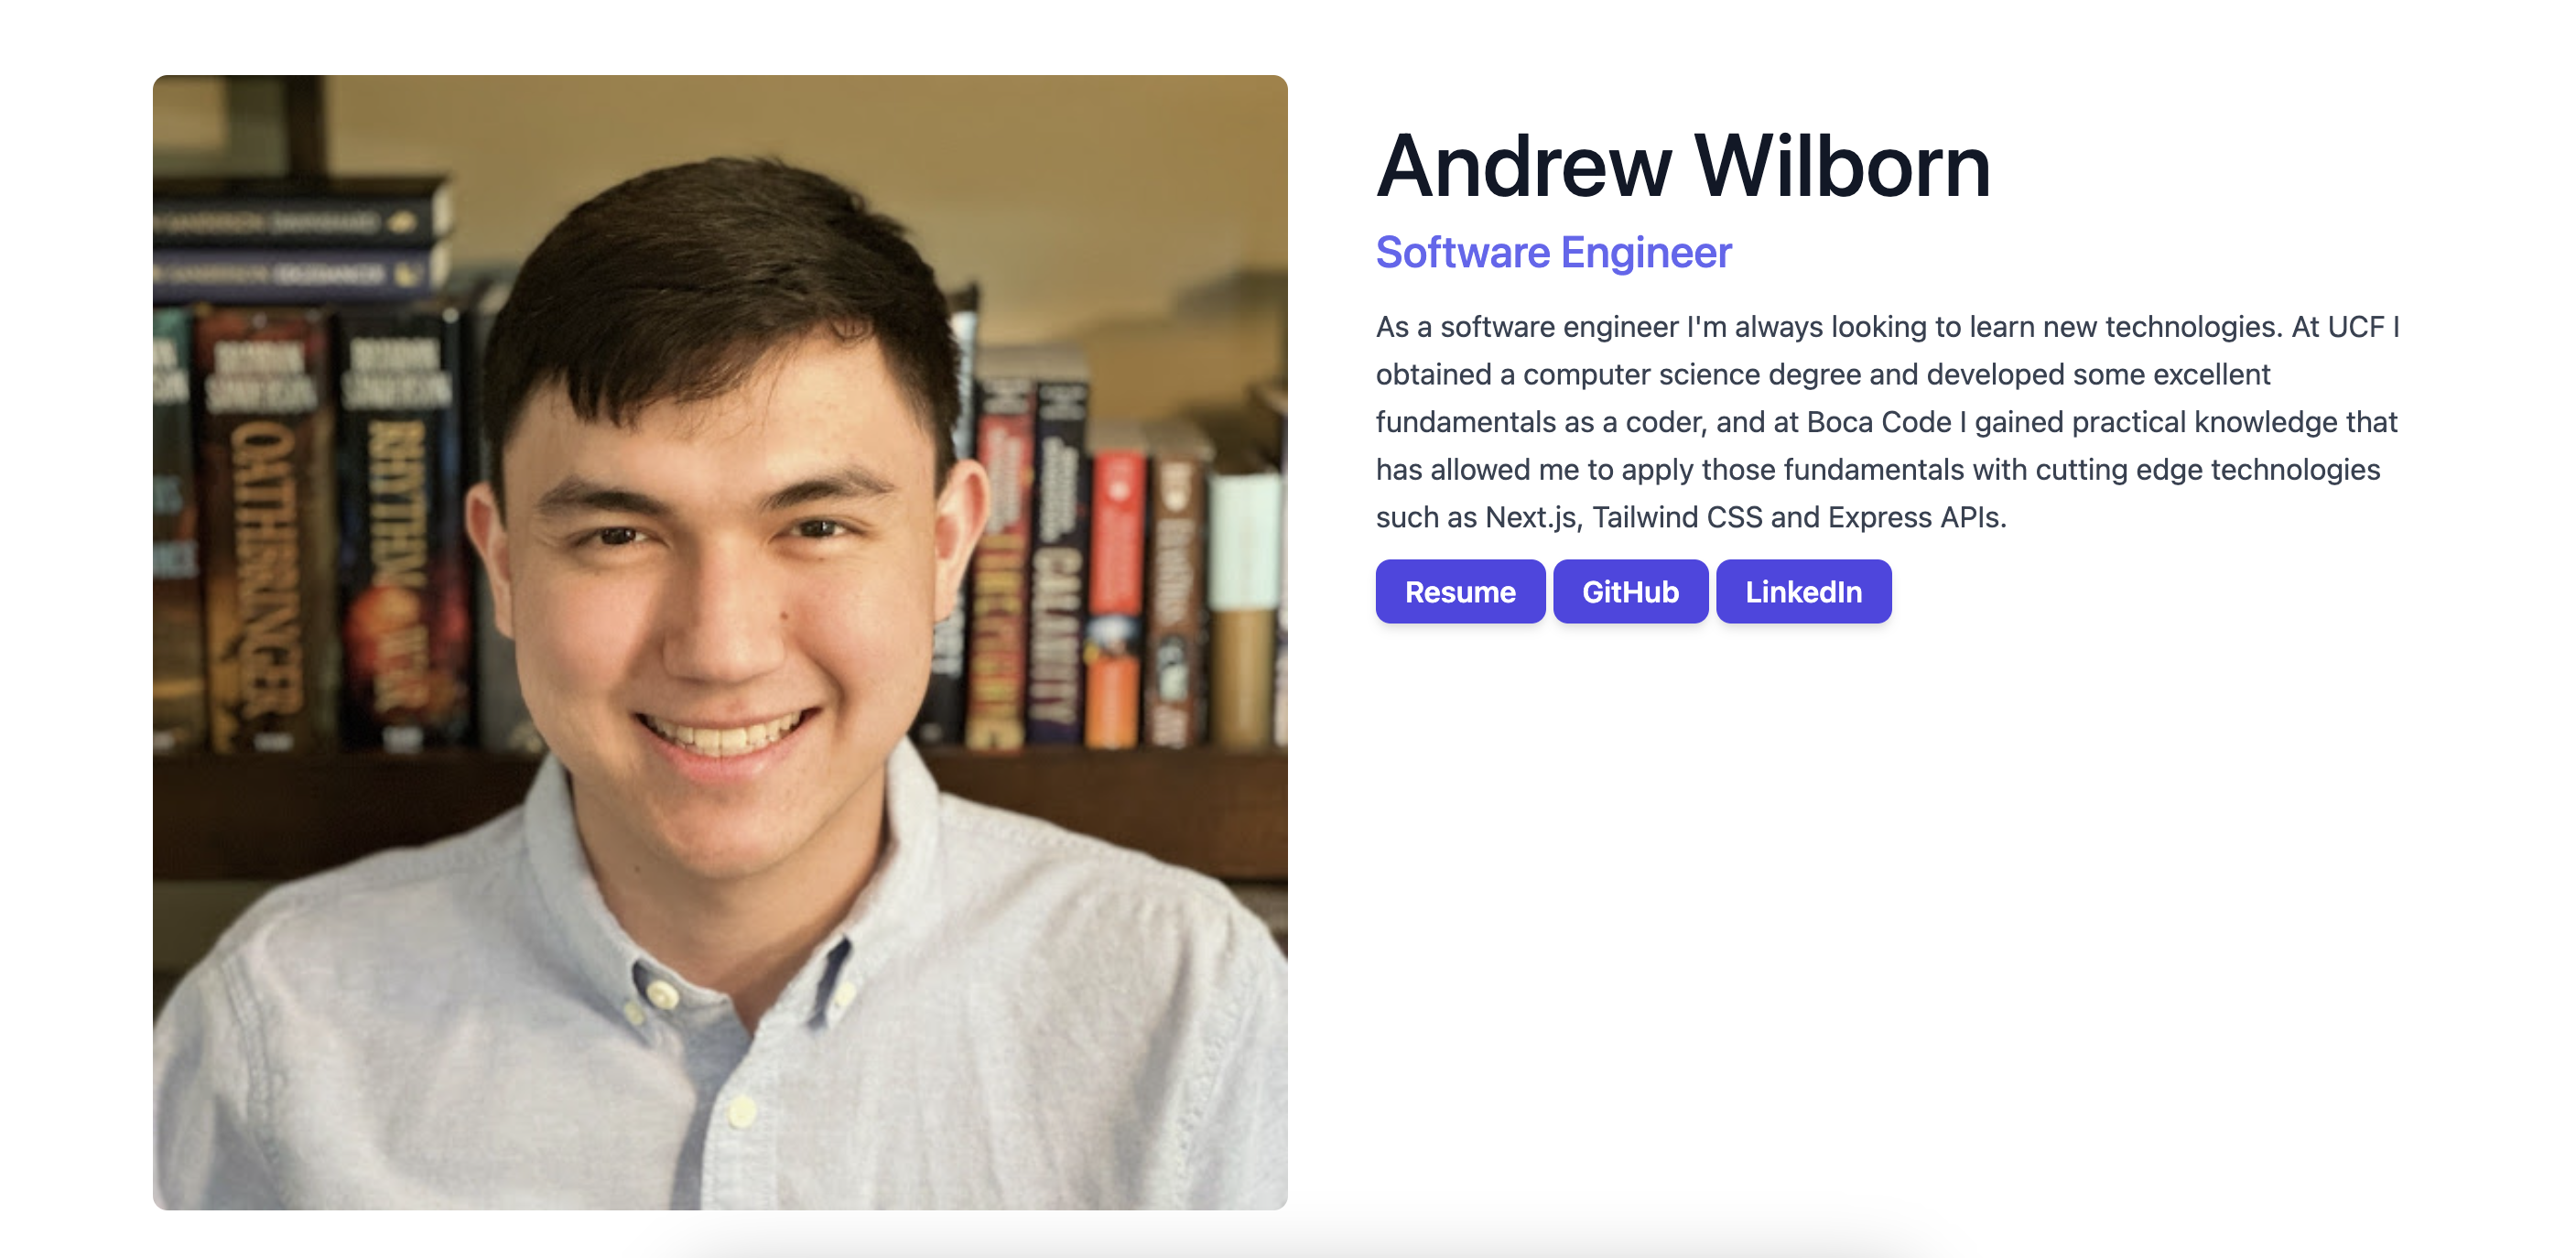 OATHBRINGER
RHYTHM
WAR
CALAMITY
Andrew Wilborn
Software Engineer
As a software engineer I'm always looking to learn new technologies. At UCF I
obtained a computer science degree and developed some excellent
fundamentals as a coder, and at Boca Code I gained practical knowledge that
has allowed me to apply those fundamentals with cutting edge technologies
such as Next.js, Tailwind CSS and Express APIs.
Resume GitHub LinkedIn